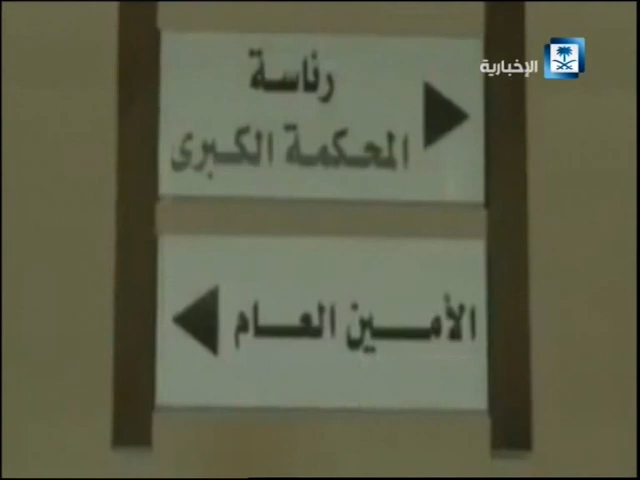 الإخبارية
رئاسة
المحكمة الكبرى
الأمين العام